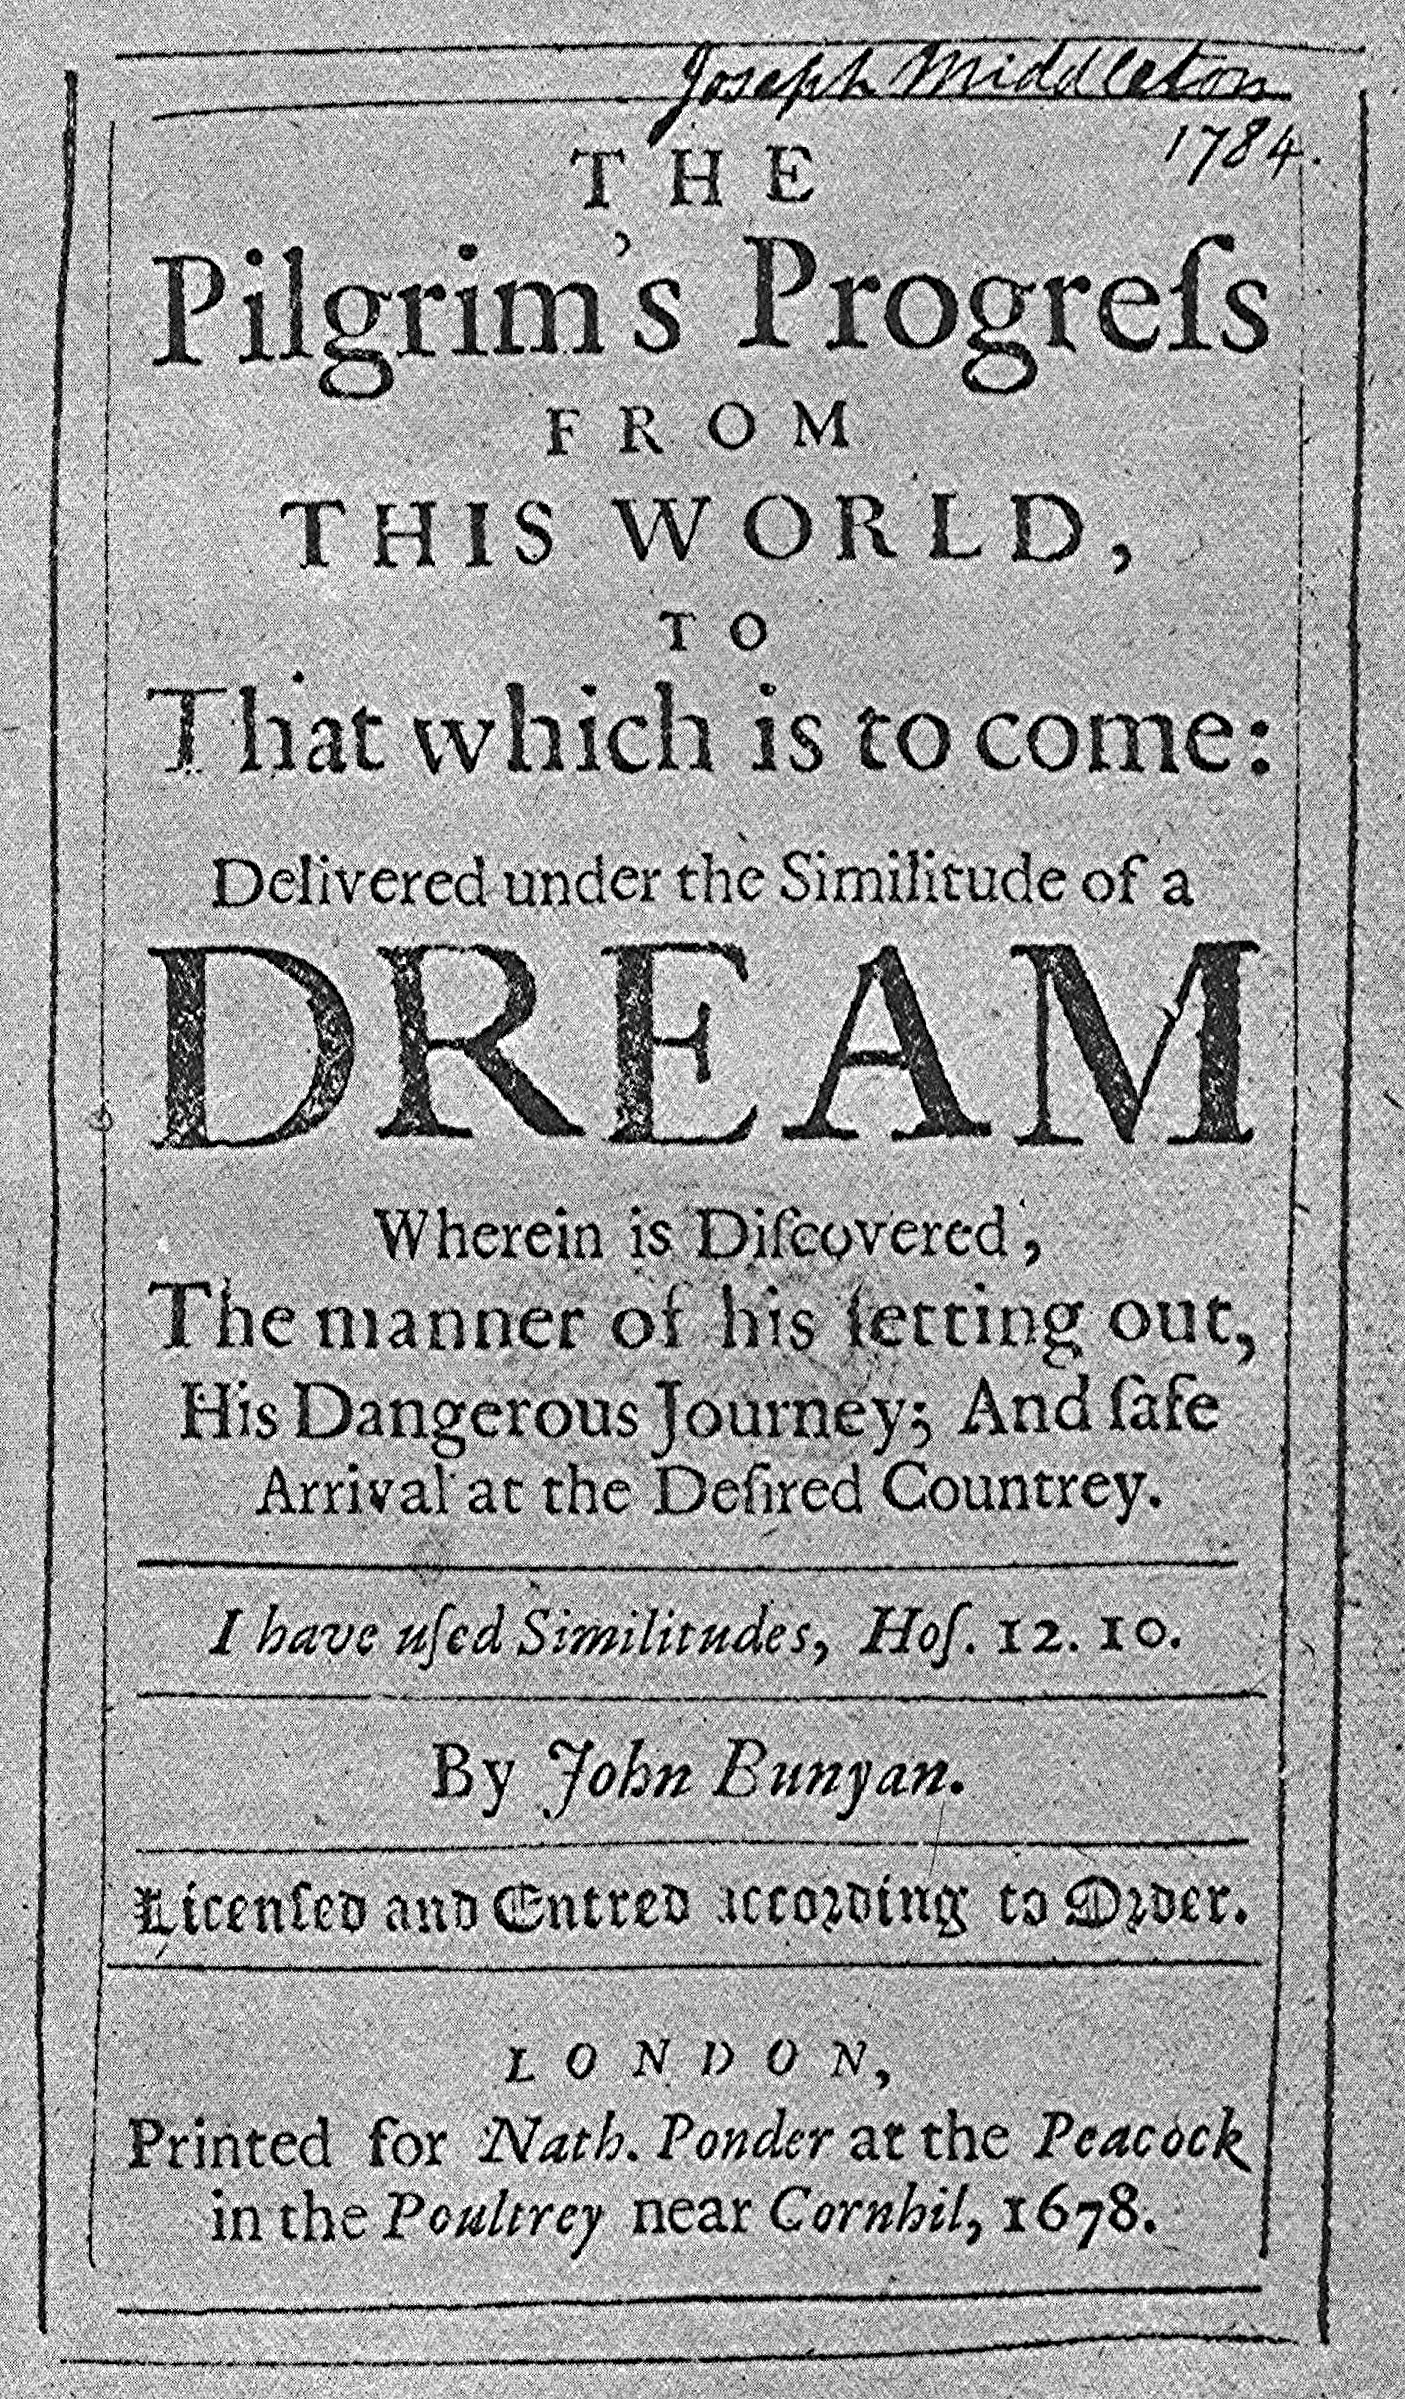 Joseph Middleton
1784.
THE
Pilgrim's Progreſs
FROM
THIS WORLD,
TO
That which is to come:
Delivered under the Similitude of a
DREAM
Wherein is Diſcovered,
The manner of his ſetting out,
His Dangerous Journey; And ſafe
Arrival at the Deſired Countrey.
I have uſed Similitudes, Hoſ. 12. 10.
By John Bunyan.
Licenſed and Entred according to Order.
LONDON,
Printed for Nath. Ponder at the Peacock
in the Poultrey near Cornhil, 1678.